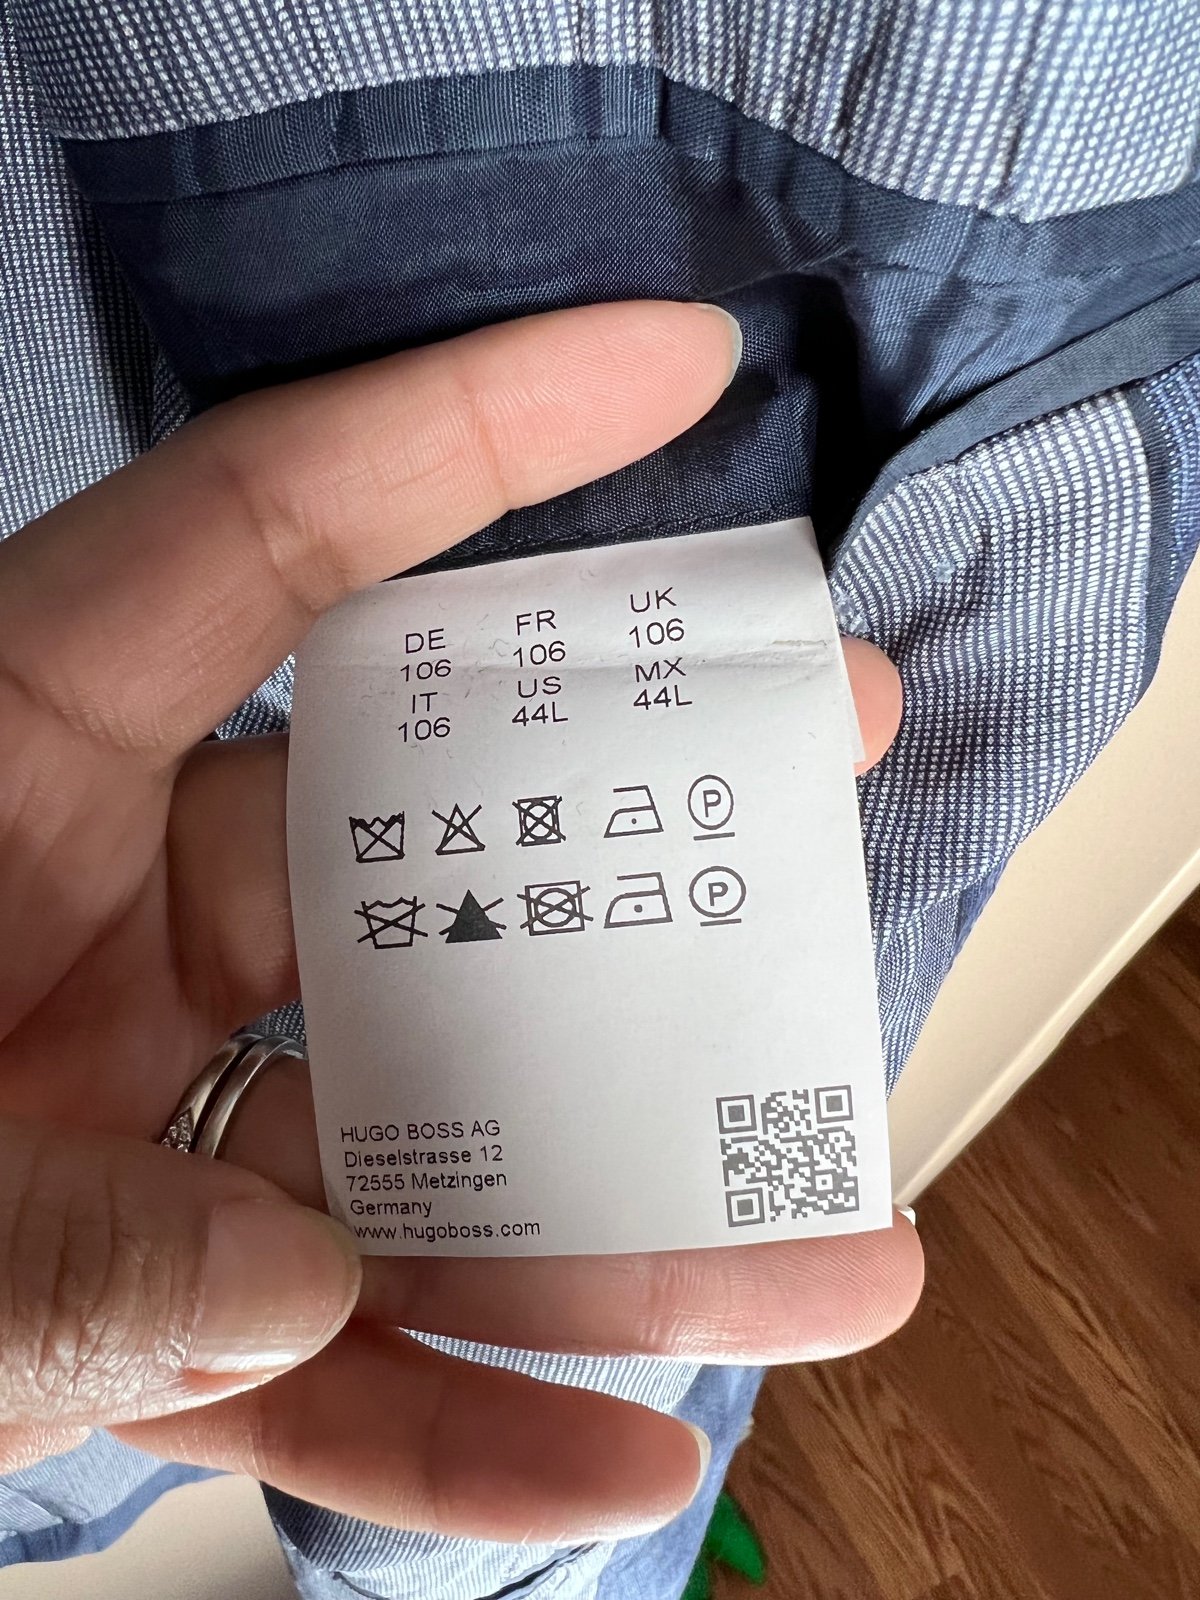 DE FR UK
106 106 106
IT US MX
106 44L 44L
P
P
HUGO BOSS AG
Dieselstrasse 12
72555 Metzingen
Germany
www.hugoboss.com